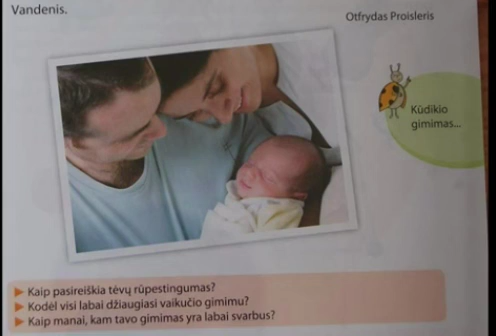 Vandenis.
Otfrydas Proisleris
Kūdikio
gimimas...
Kaip pasireiškia tėvų rūpestingumas?
Kodėl visi labai džiaugiasi vaikučio gimimu?
Kaip manai, kam tavo gimimas yra labai svarbus?